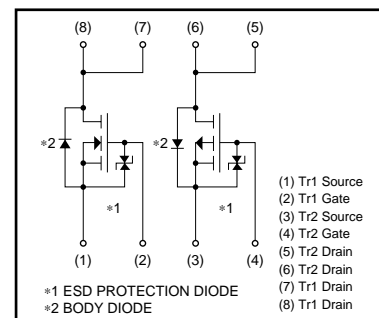 (8) (7) (6) (5)
*2 *2
*1 *1
(1) (2) (3) (4)
(1) Tr1 Source
(2) Tr1 Gate
(3) Tr2 Source
(4) Tr2 Gate
(5) Tr2 Drain
(6) Tr2 Drain
(7) Tr1 Drain
(8) Tr1 Drain
*1 ESD PROTECTION DIODE
*2 BODY DIODE